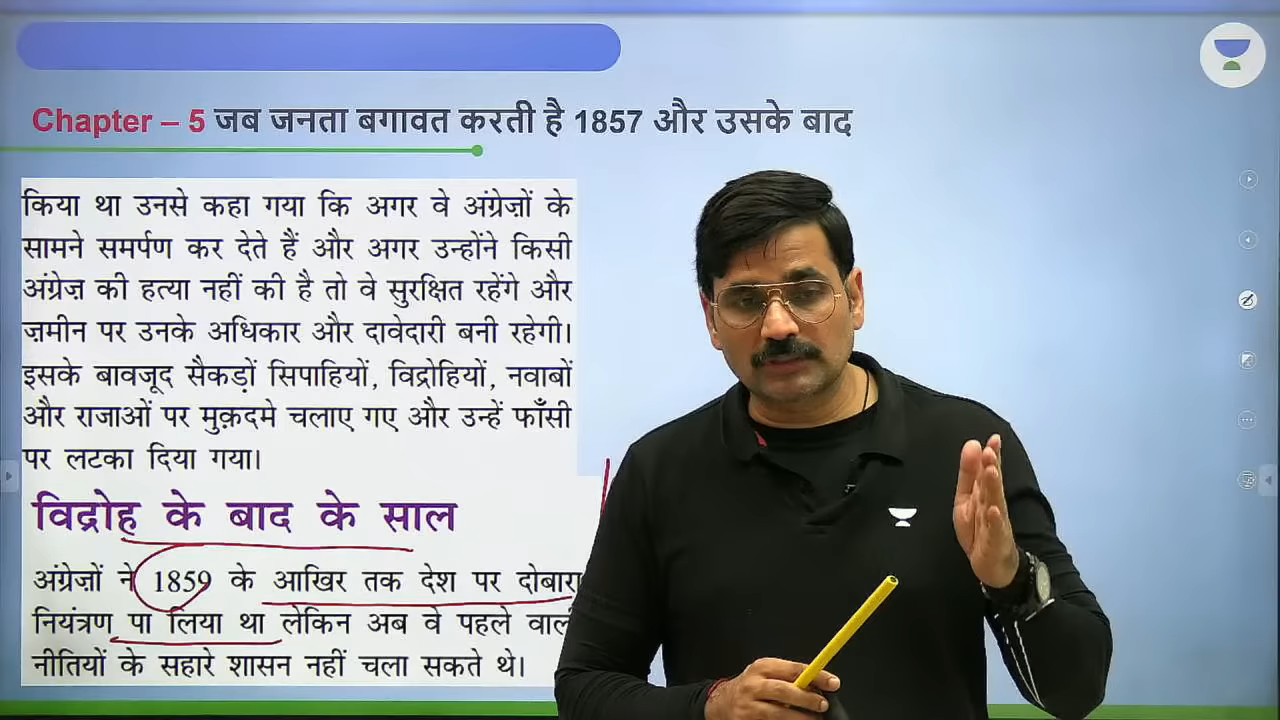 Chapter – 5 जब जनता बगावत करती है 1857 और उसके बाद
किया था उनसे कहा गया कि अगर वे अंग्रेज़ों के
सामने समर्पण कर देते हैं और अगर उन्होंने किसी
अंग्रेज़ की हत्या नहीं की है तो वे सुरक्षित रहेंगे और
ज़मीन पर उनके अधिकार और दावेदारी बनी रहेगी।
इसके बावजूद सैकड़ों सिपाहियों, विद्रोहियों, नवाबों
और राजाओं पर मुक़दमे चलाए गए और उन्हें फाँसी
पर लटका दिया गया।
विद्रोह के बाद के साल
अंग्रेज़ों ने 1859 के आखिर तक देश पर दोबारा
नियंत्रण पा लिया था लेकिन अब वे पहले वाली
नीतियों के सहारे शासन नहीं चला सकते थे।